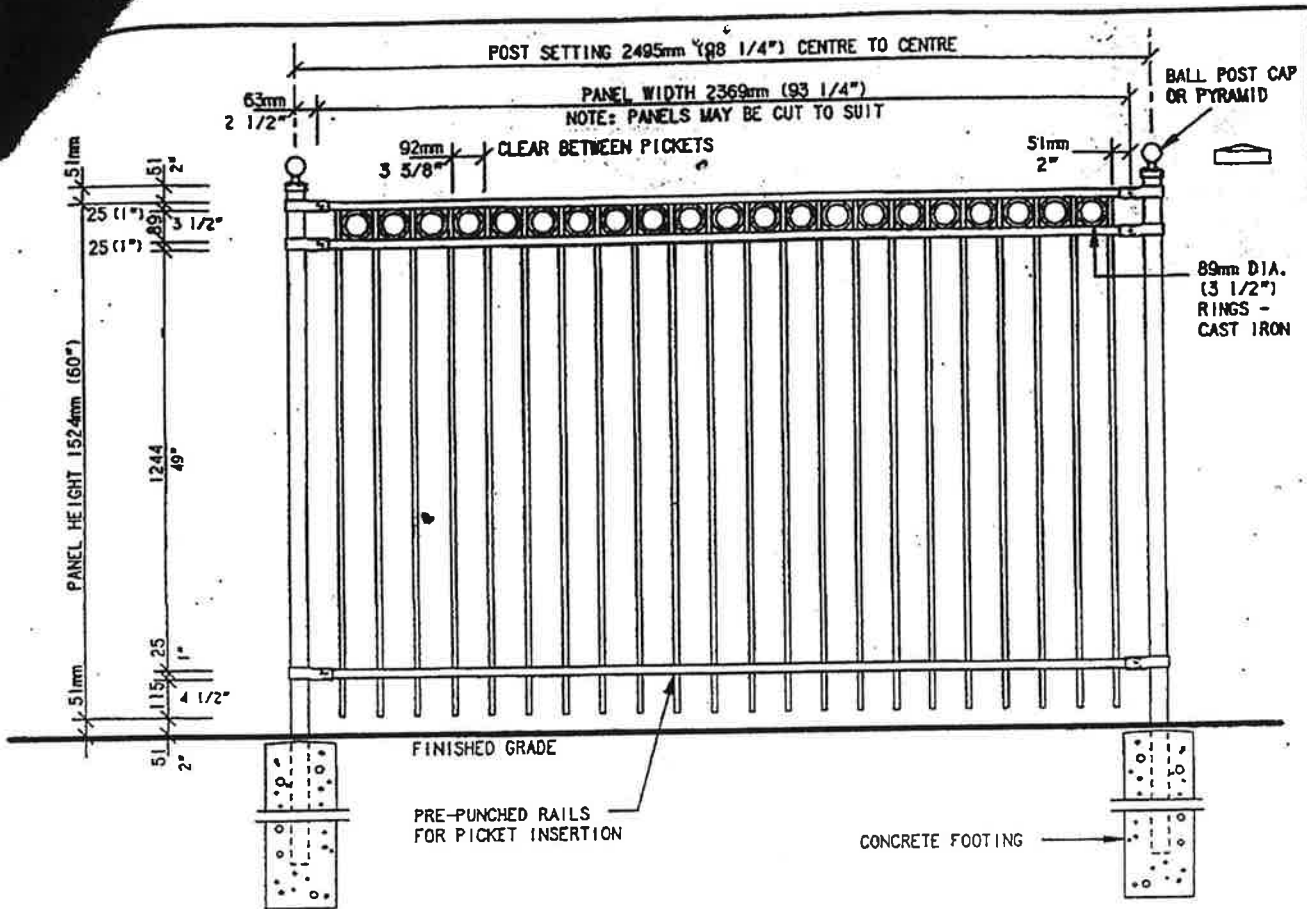 POST SETTING 2495mm (98 1/4") CENTRE TO CENTRE
BALL POST CAP
OR PYRAMID
63mm
2 1/2"
PANEL WIDTH 2369mm (93 1/4")
NOTE: PANELS MAY BE CUT TO SUIT
92mm
3 5/8"
CLEAR BETWEEN PICKETS
51mm
2"
51mm
51
2"
25 (1")
89
3 1/2"
25 (1")
89mm DIA.
(3 1/2")
RINGS -
CAST IRON
PANEL HEIGHT 1524mm (60")
1244
49"
25
1"
51mm
115
4 1/2"
51
2"
FINISHED GRADE
PRE-PUNCHED RAILS
FOR PICKET INSERTION
CONCRETE FOOTING